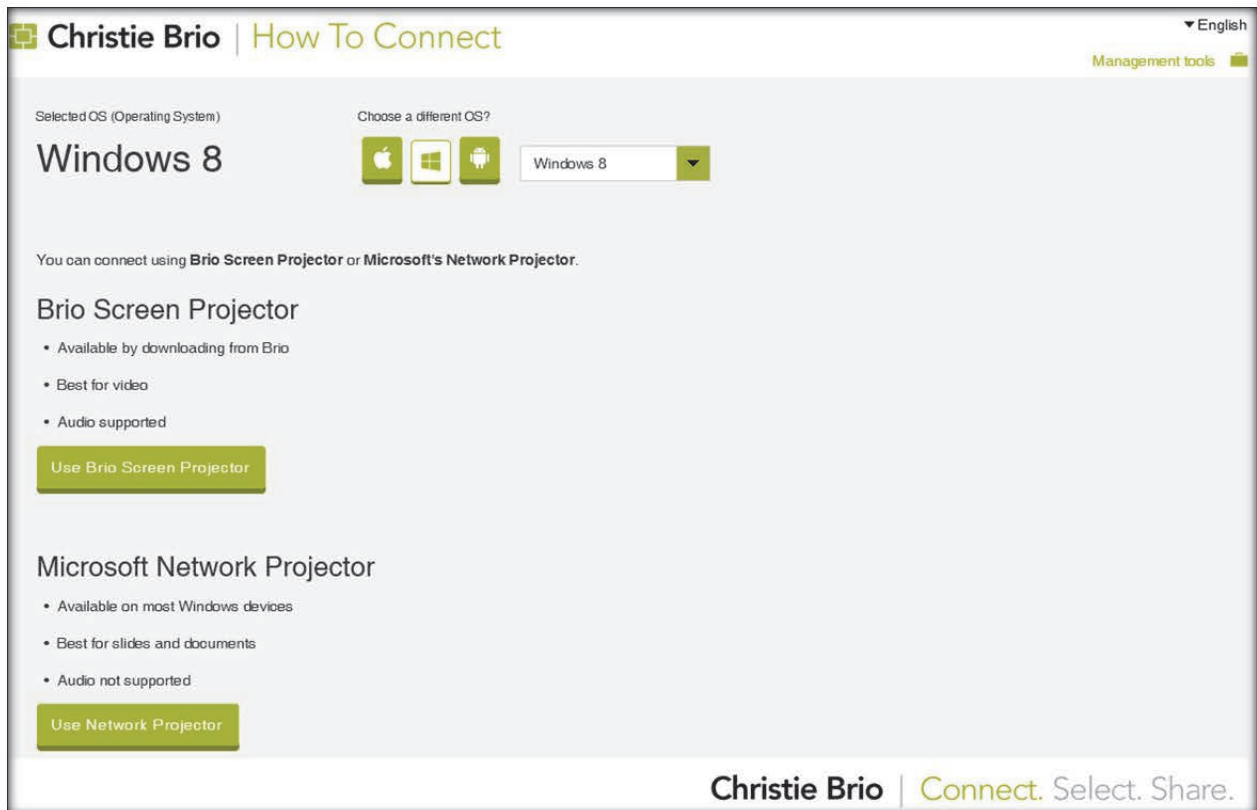 Christie Brio | How To Connect
English
Management tools
Selected OS (Operating System)
Choose a different OS?
Windows 8
Windows 8
You can connect using Brio Screen Projector or Microsoft's Network Projector.
Brio Screen Projector
• Available by downloading from Brio
• Best for video
• Audio supported
Use Brio Screen Projector
Microsoft Network Projector
• Available on most Windows devices
• Best for slides and documents
• Audio not supported
Use Network Projector
Christie Brio | Connect. Select. Share.